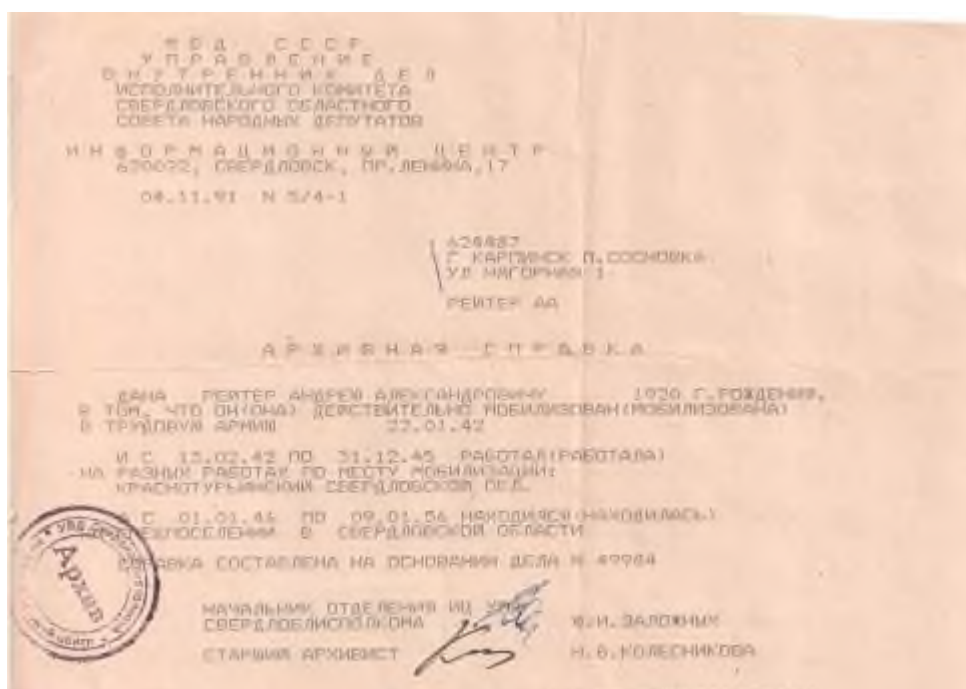 МВД СССР
УПРАВЛЕНИЕ
ВНУТРЕННИХ ДЕЛ
ИСПОЛНИТЕЛЬНОГО КОМИТЕТА
СВЕРДЛОВСКОГО ОБЛАСТНОГО
СОВЕТА НАРОДНЫХ ДЕПУТАТОВ
ИНФОРМАЦИОННЫЙ ЦЕНТР
620022, СВЕРДЛОВСК, ПР.ЛЕНИНА,17
04.11.91 N 5/4-1
Г КАРПИНСК П.СОСНОВКА
УЛ НАГОРНАЯ 1
РЕЙТЕР АА
АРХИВНАЯ СПРАВКА
ДАНА РЕЙТЕР АНДРЕЮ АЛЕКСАНДРОВИЧУ 1920 Г.РОЖДЕНИЯ,
В ТОМ, ЧТО ОН(ОНА) ДЕЙСТВИТЕЛЬНО МОБИЛИЗОВАН(МОБИЛИЗОВАНА)
В ТРУДОВУЮ АРМИЮ 22.01.42
И С 13.02.42 ПО 31.12.45 РАБОТАЛ(РАБОТАЛА)
НА РАЗНЫХ РАБОТАХ ПО МЕСТУ МОБИЛИЗАЦИИ:
КРАСНОТУРЬИНСКИЙ СВЕРДЛОВСКОЙ ОБЛ.
А С 01.01.46 ПО 09.01.56 НАХОДИЛСЯ(НАХОДИЛАСЬ)
СПЕЦПОСЕЛЕНИИ В СВЕРДЛОВСКОЙ ОБЛАСТИ
СПРАВКА СОСТАВЛЕНА НА ОСНОВАНИИ ДЕЛА N 49984
Архив
НАЧАЛЬНИК ОТДЕЛЕНИЯ ИЦ УВД
СВЕРДЛОБЛИСПОЛКОМА Ю.И.ЗАЛОЖНЫХ
СТАРШИЙ АРХИВИСТ Н.В.КОЛЕСНИКОВА